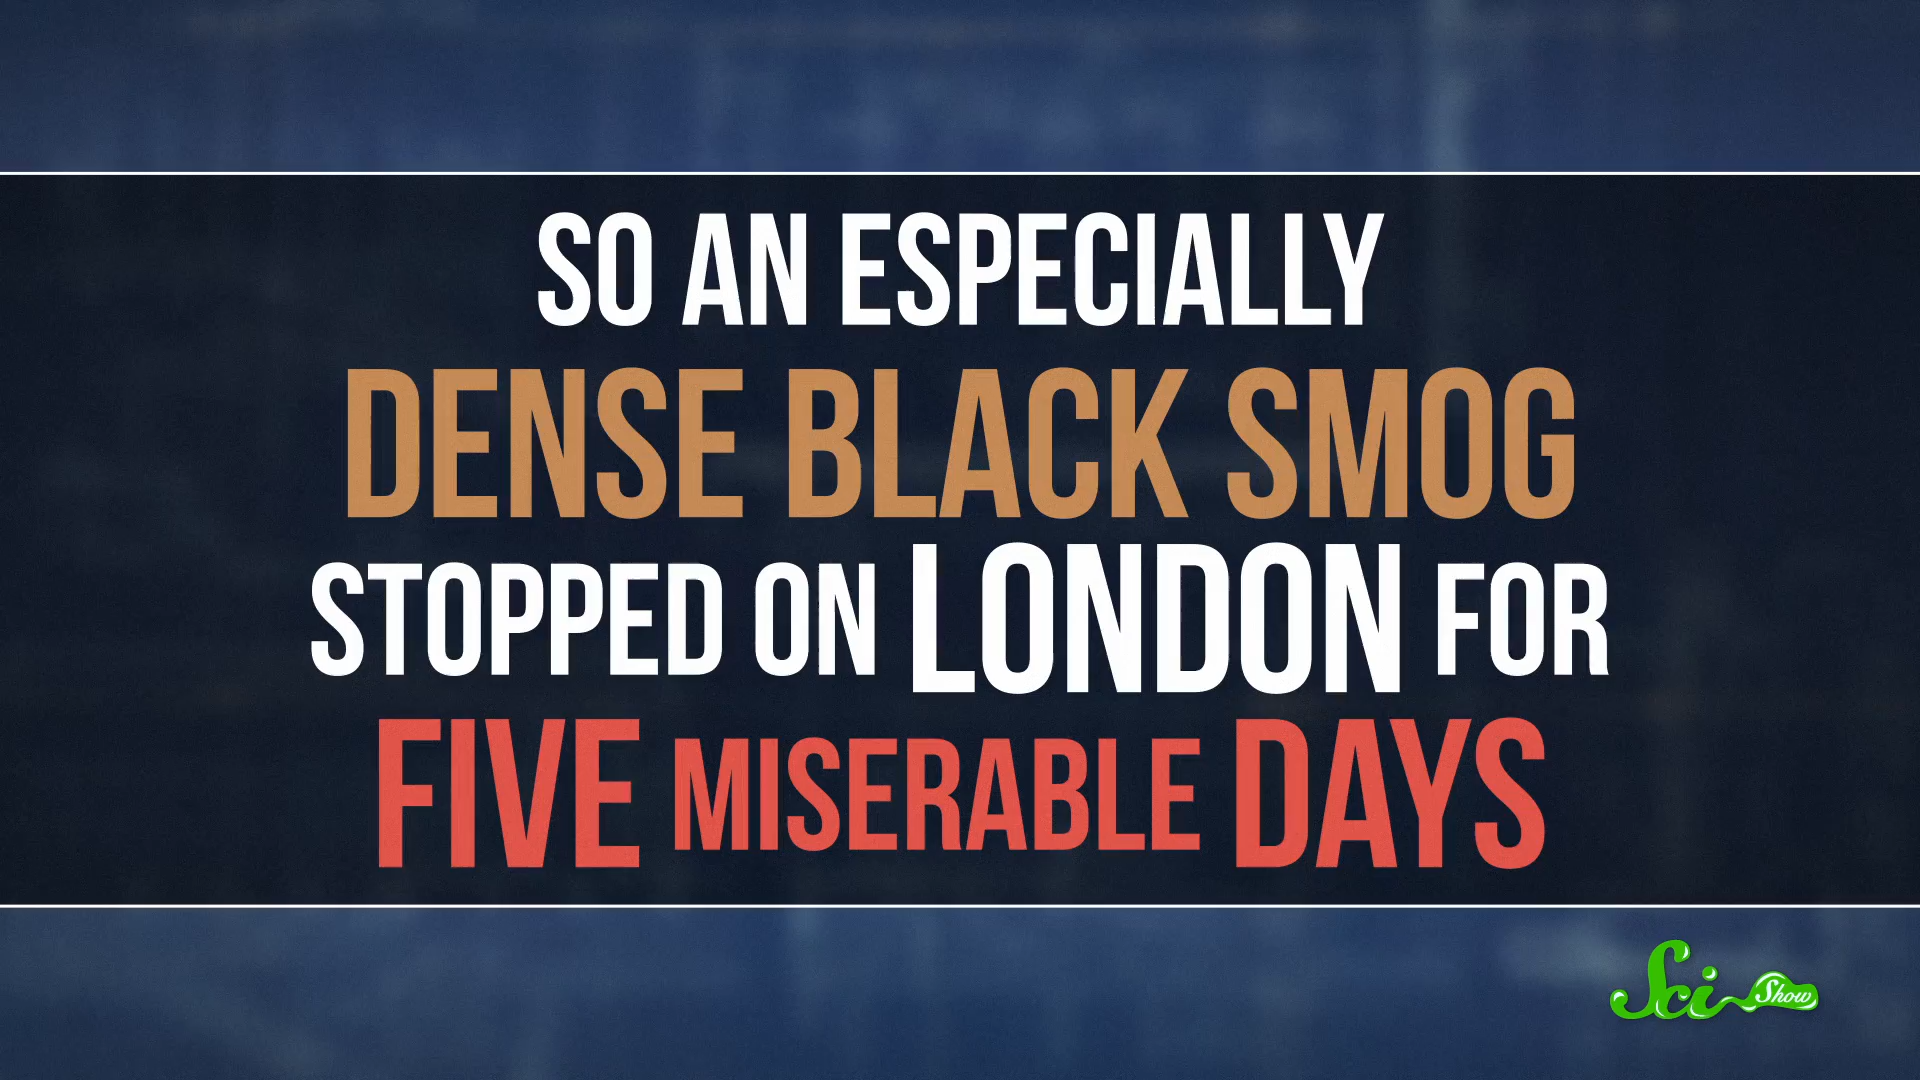 SO AN ESPECIALLY
DENSE BLACK SMOG
STOPPED ON LONDON FOR
FIVE MISERABLE DAYS
Sci Show